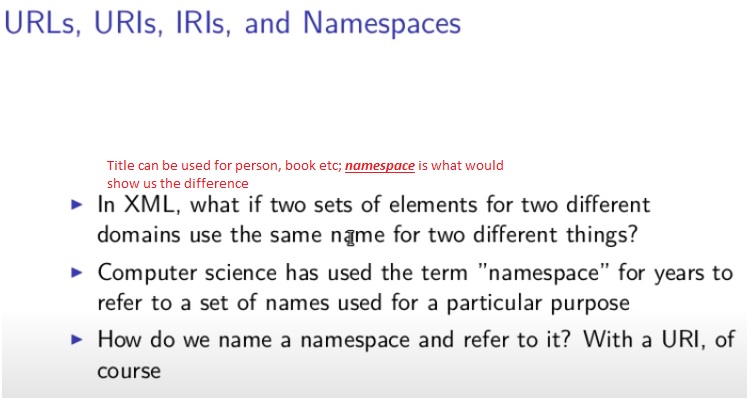 URLs, URIs, IRIs, and Namespaces
Title can be used for person, book etc; namespace is what would
show us the difference
▶ In XML, what if two sets of elements for two different
domains use the same name for two different things?
▶ Computer science has used the term "namespace" for years to
refer to a set of names used for a particular purpose
▶ How do we name a namespace and refer to it? With a URI, of
course